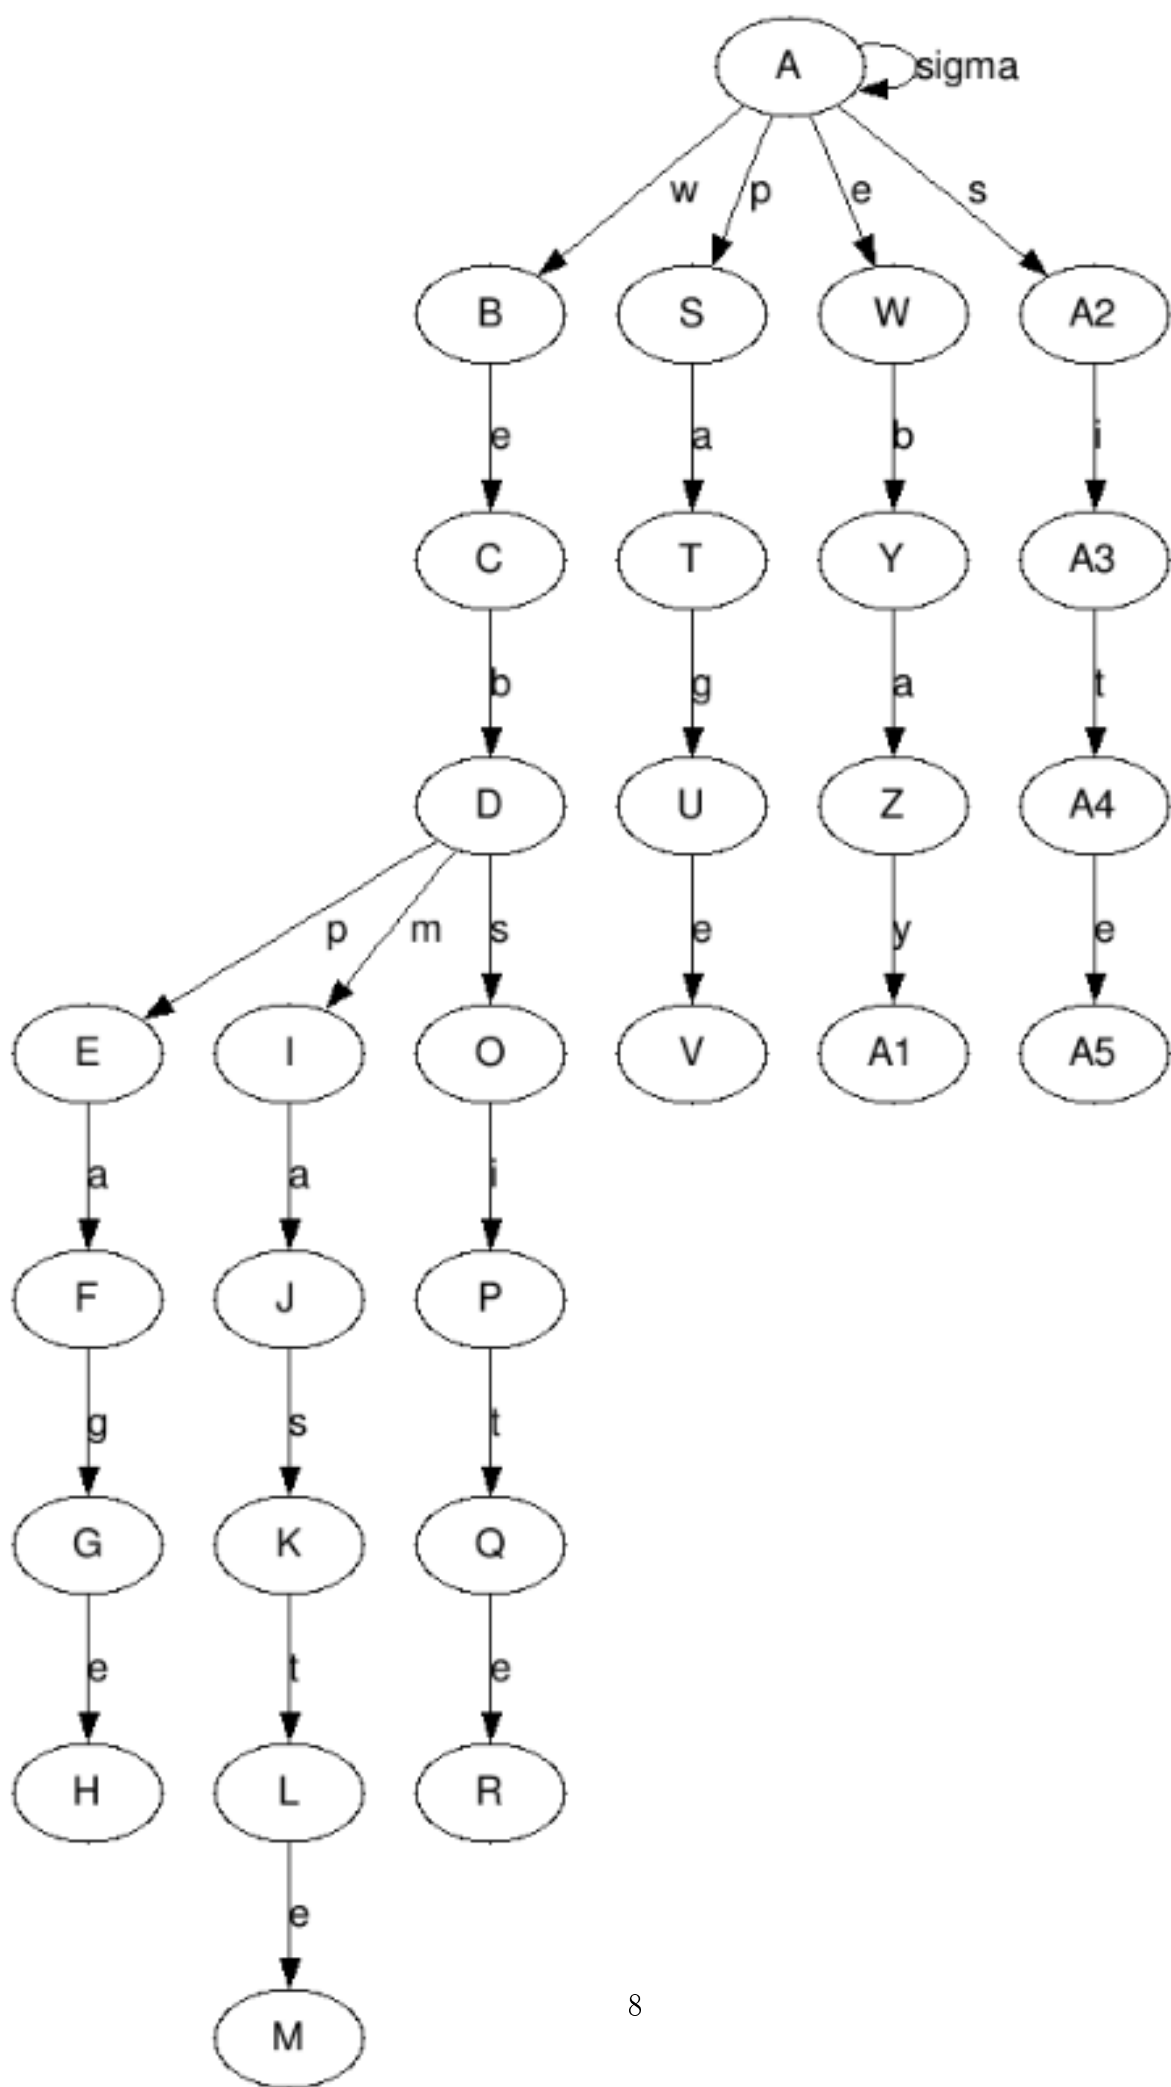 A sigma
w p e s
B S W A2
e a b i
C T Y A3
b g a t
D U Z A4
p m s e y e
E I O V A1 A5
a a i
F J P
g s t
G K Q
e t e
H L R
e
8
M